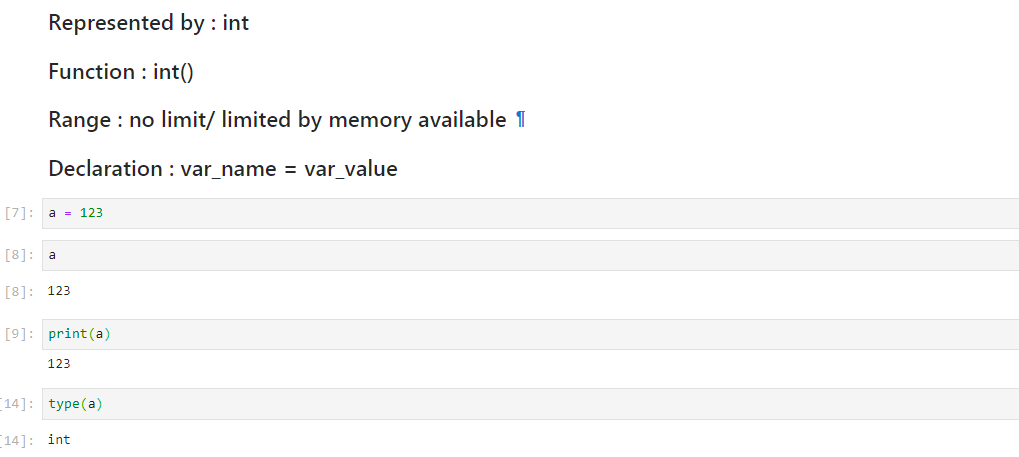 Represented by : int
Function : int()
Range : no limit/ limited by memory available ¶
Declaration : var_name = var_value
[7]: a = 123
[8]: a
[8]: 123
[9]: print(a)
123
[14]: type(a)
[14]: int